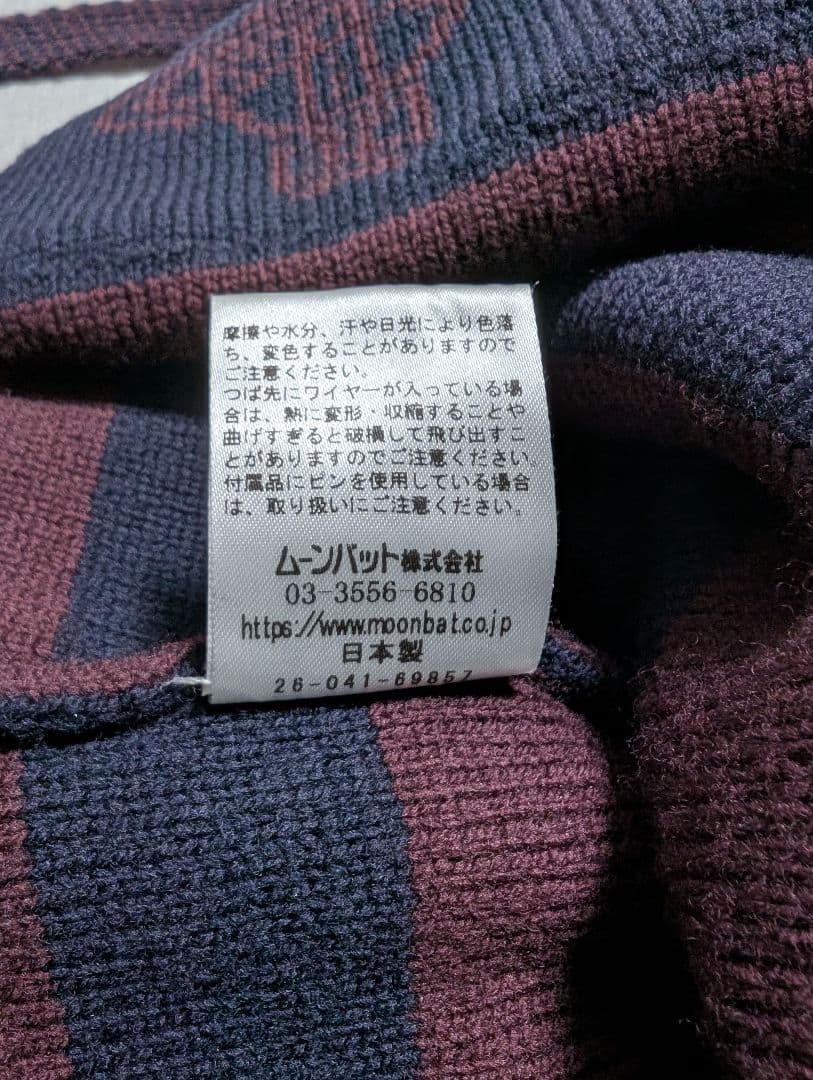 摩擦や水分、汗や日光により色落
ち、変色することがありますので
ご注意ください。
つば先にワイヤーが入っている場
合は、熱に変形・収縮することや
曲げすぎると破損して飛び出すこ
とがありますのでご注意ください。
付属品にピンを使用している場合
は、取り扱いにご注意ください。
ムーンバット株式会社
03-3556-6810
https://www.moonbat.co.jp
日本製
26-041-69857